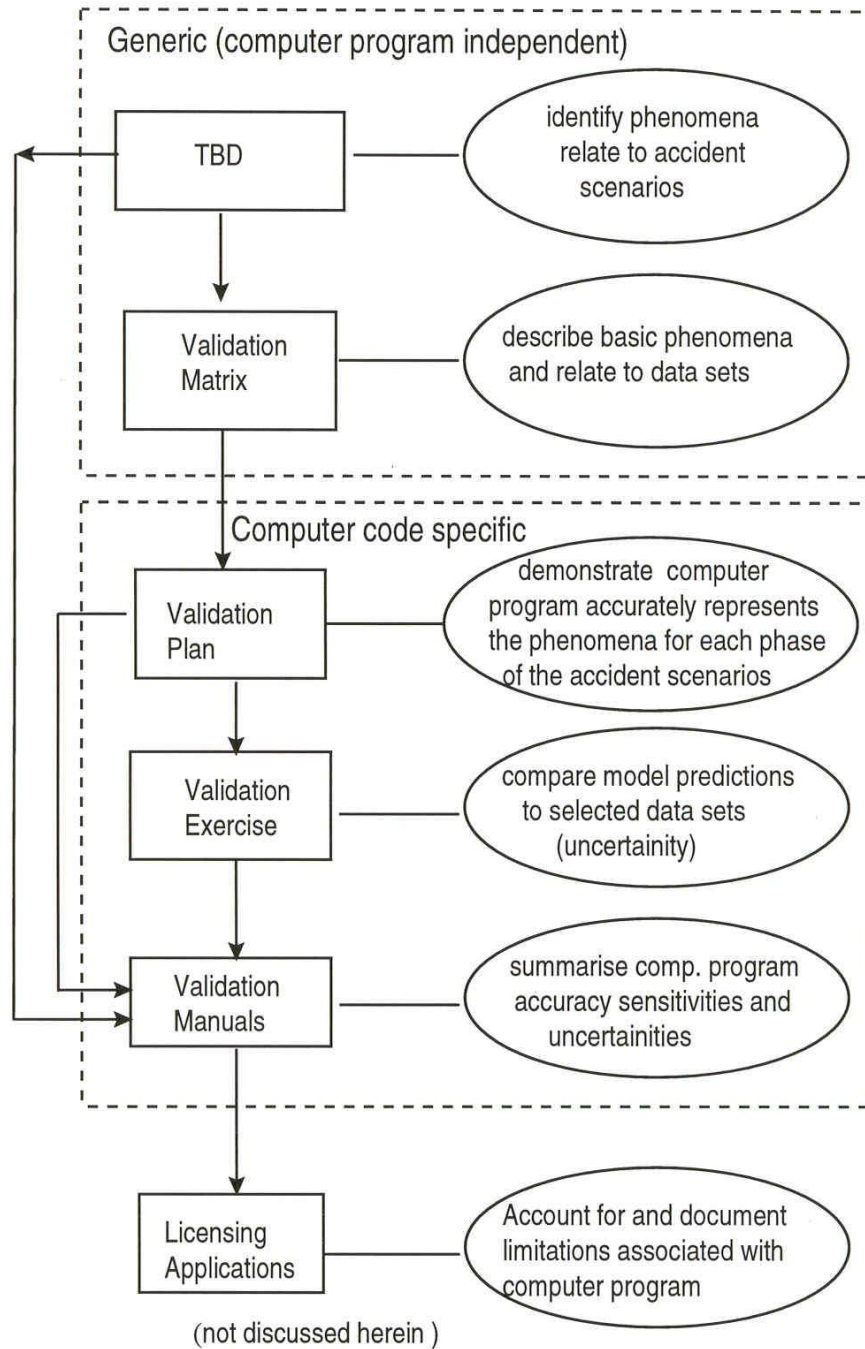 Generic (computer program independent)
TBD
identify phenomena
relate to accident
scenarios
Validation
Matrix
describe basic phenomena
and relate to data sets
Computer code specific
Validation
Plan
demonstrate computer
program accurately represents
the phenomena for each phase
of the accident scenarios
Validation
Exercise
compare model predictions
to selected data sets
(uncertainity)
Validation
Manuals
summarise comp. program
accuracy sensitivities and
uncertainities
Licensing
Applications
Account for and document
limitations associated with
computer program
(not discussed herein )